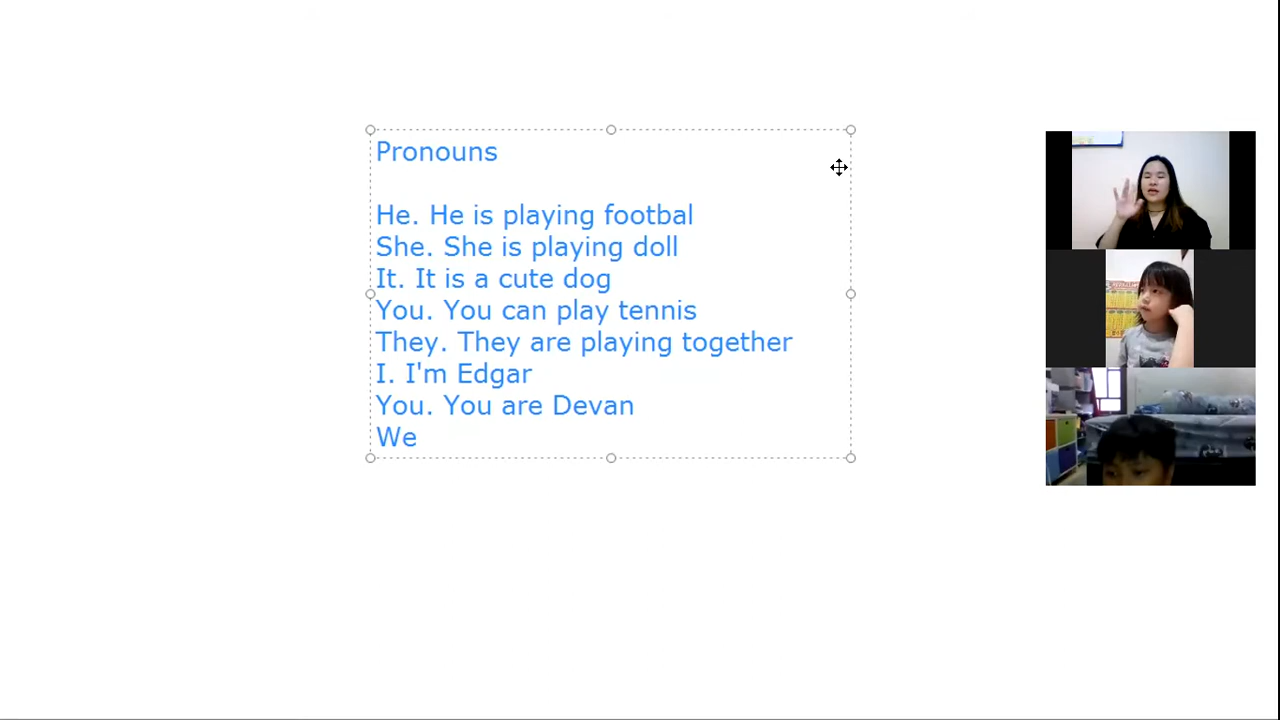 Pronouns
He. He is playing footbal
She. She is playing doll
It. It is a cute dog
You. You can play tennis
They. They are playing together
I. I'm Edgar
You. You are Devan
We